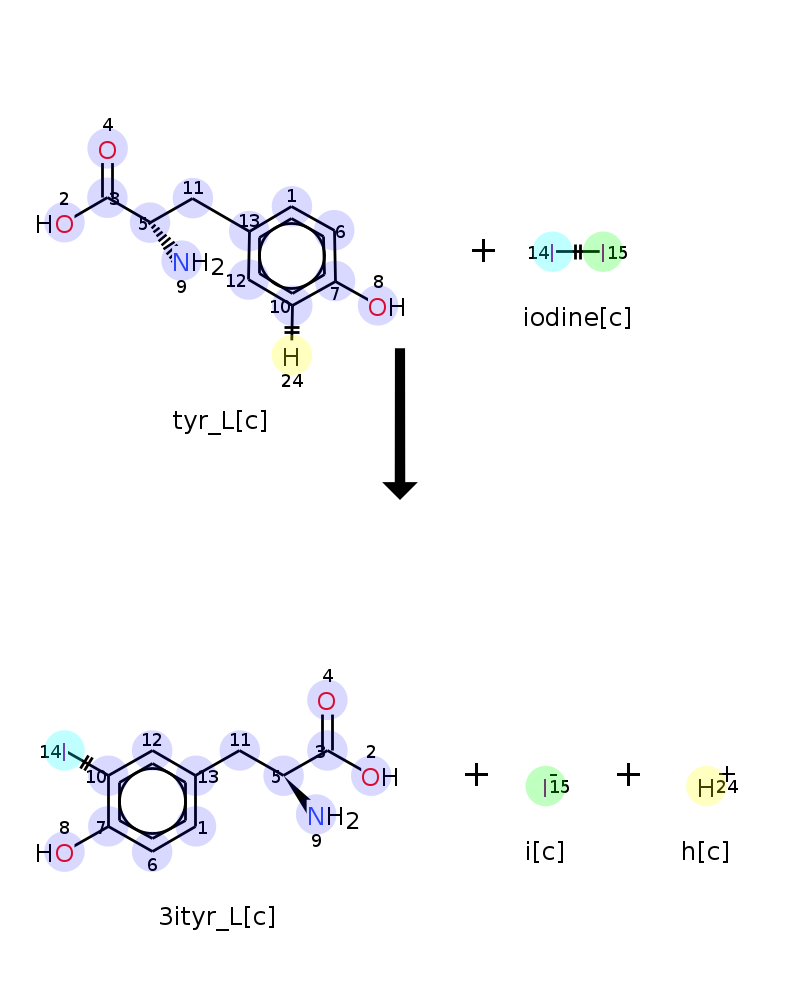 4
O
2
3
11
1
HO
5
13
6
NH2
9
12
7
8
10
OH
H
24
tyr_L[c]
+
14 I I 15
iodine[c]
4
O
14 I
12
11
3
2
10
13
5
OH
8
7
1
NH2
HO
6
9
3ityr_L[c]
+
I - 15
i[c]
+
H + 24
h[c]